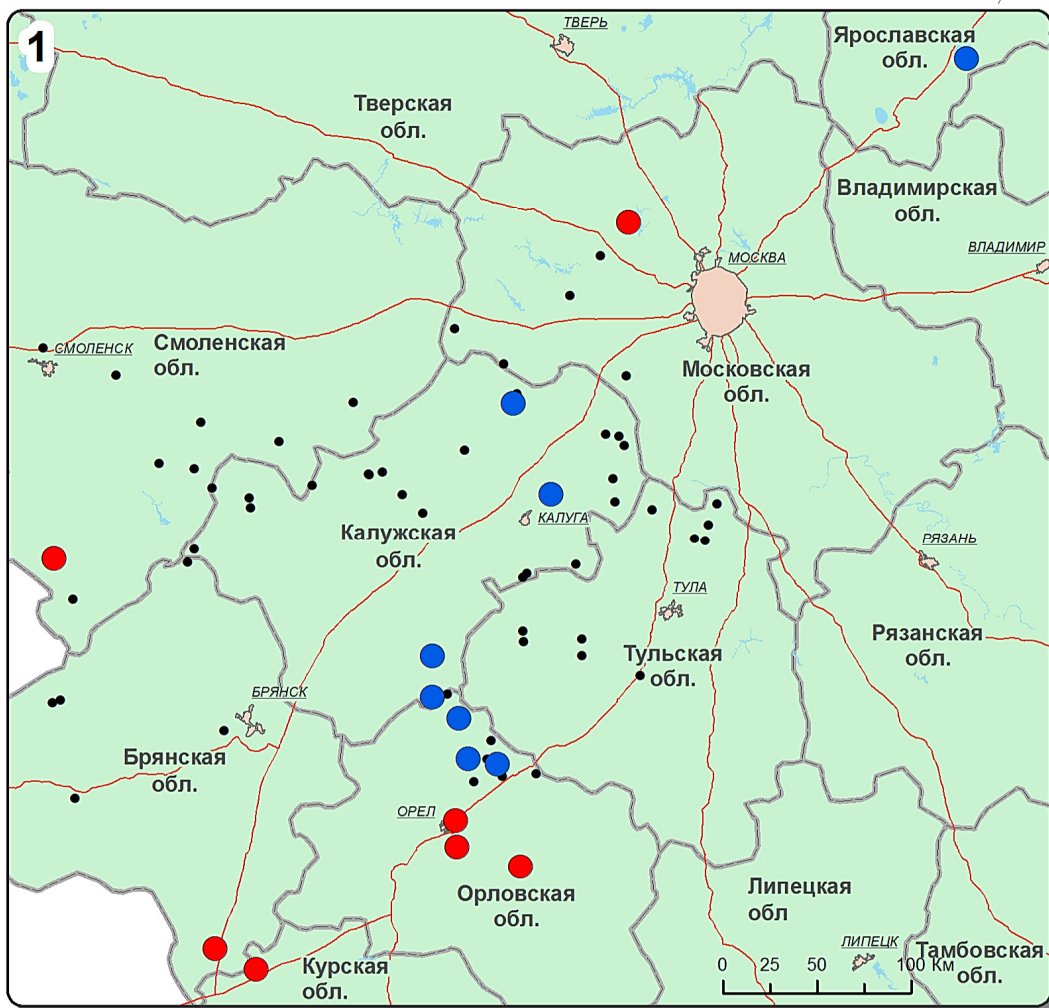 1
ТВЕРЬ
Ярославская
обл.
Тверская
обл.
Владимирская
обл.
ВЛАДИМИР
МОСКВА
СМОЛЕНСК
Смоленская
обл.
Московская
обл.
КАЛУГА
Калужская
обл.
РЯЗАНЬ
ТУЛА
Рязанская
обл.
Тульская
обл.
БРЯНСК
Брянская
обл.
ОРЕЛ
Орловская
обл.
Липецкая
обл
ЛИПЕЦК
Тамбовская
обл.
Курская
обл.
0 25 50 100 Км